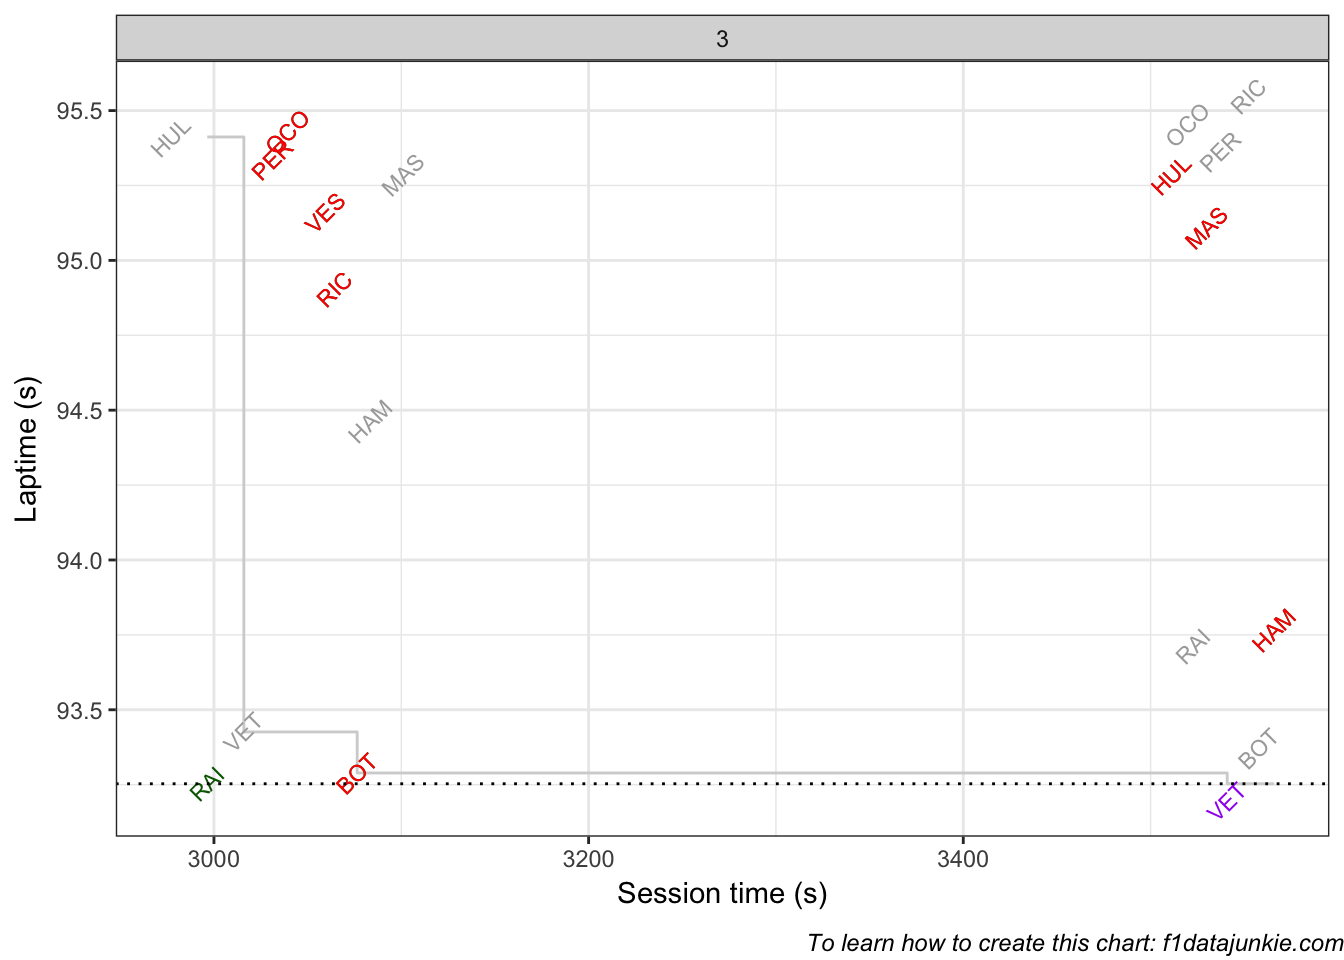 3
95.5
95.0
94.5
94.0
93.5
Laptime (s)
HUL
OCO
PER
MAS
VES
RIC
HAM
VET
RAI
BOT
RIC
OCO
PER
HUL
MAS
RAI
HAM
BOT
VET
3000 3200 3400
Session time (s)
To learn how to create this chart: f1datajunkie.com